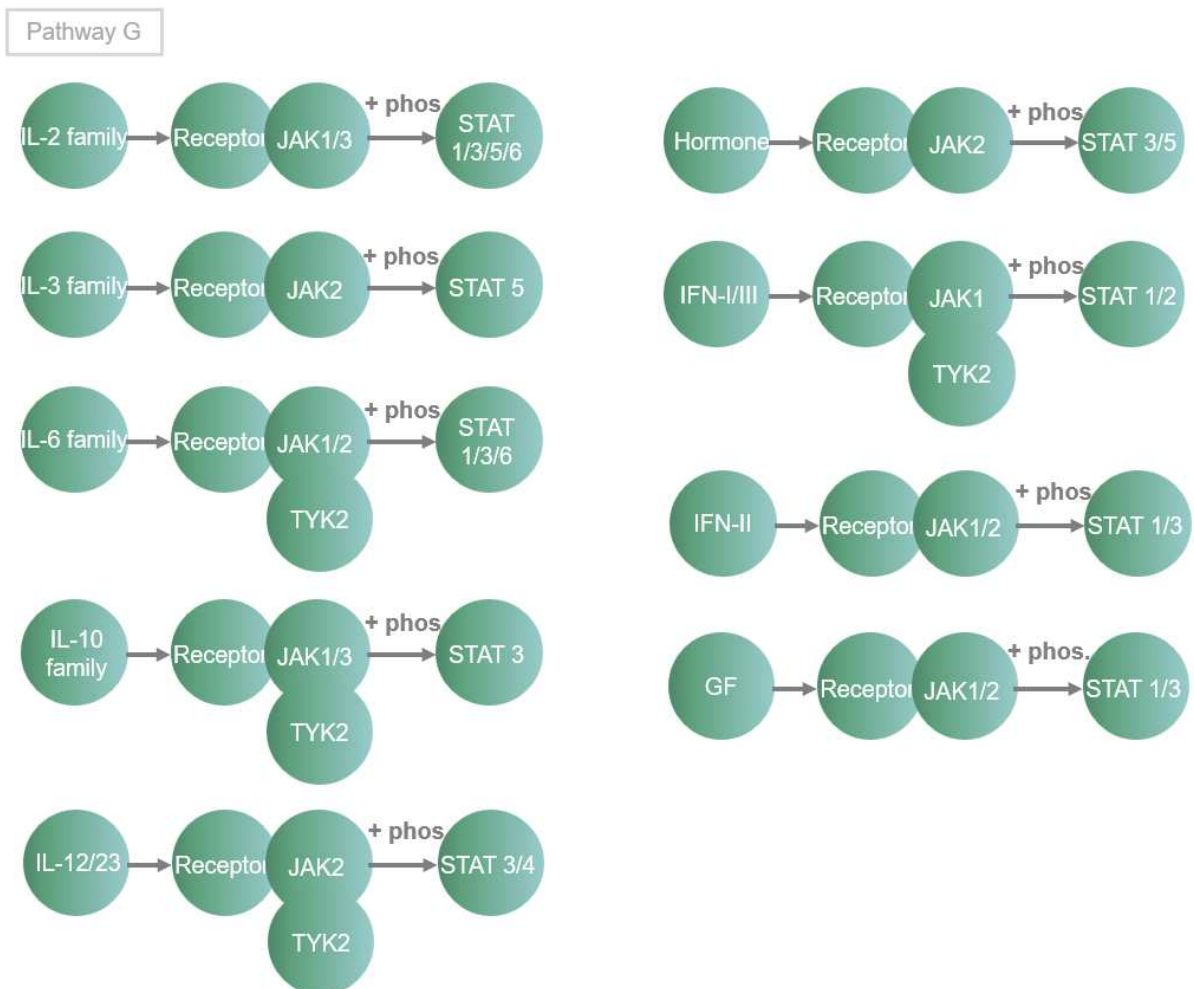 Pathway G
IL-2 family
Receptor
JAK1/3
+ phos
STAT
1/3/5/6
IL-3 family
Receptor
JAK2
+ phos
STAT 5
IL-6 family
Receptor
JAK1/2
TYK2
+ phos
STAT
1/3/6
IL-10
family
Receptor
JAK1/3
TYK2
+ phos
STAT 3
IL-12/23
Receptor
JAK2
TYK2
+ phos
STAT 3/4
Hormone
Receptor
JAK2
+ phos
STAT 3/5
IFN-I/III
Receptor
JAK1
TYK2
+ phos
STAT 1/2
IFN-II
Receptor
JAK1/2
+ phos
STAT 1/3
GF
Receptor
JAK1/2
+ phos.
STAT 1/3